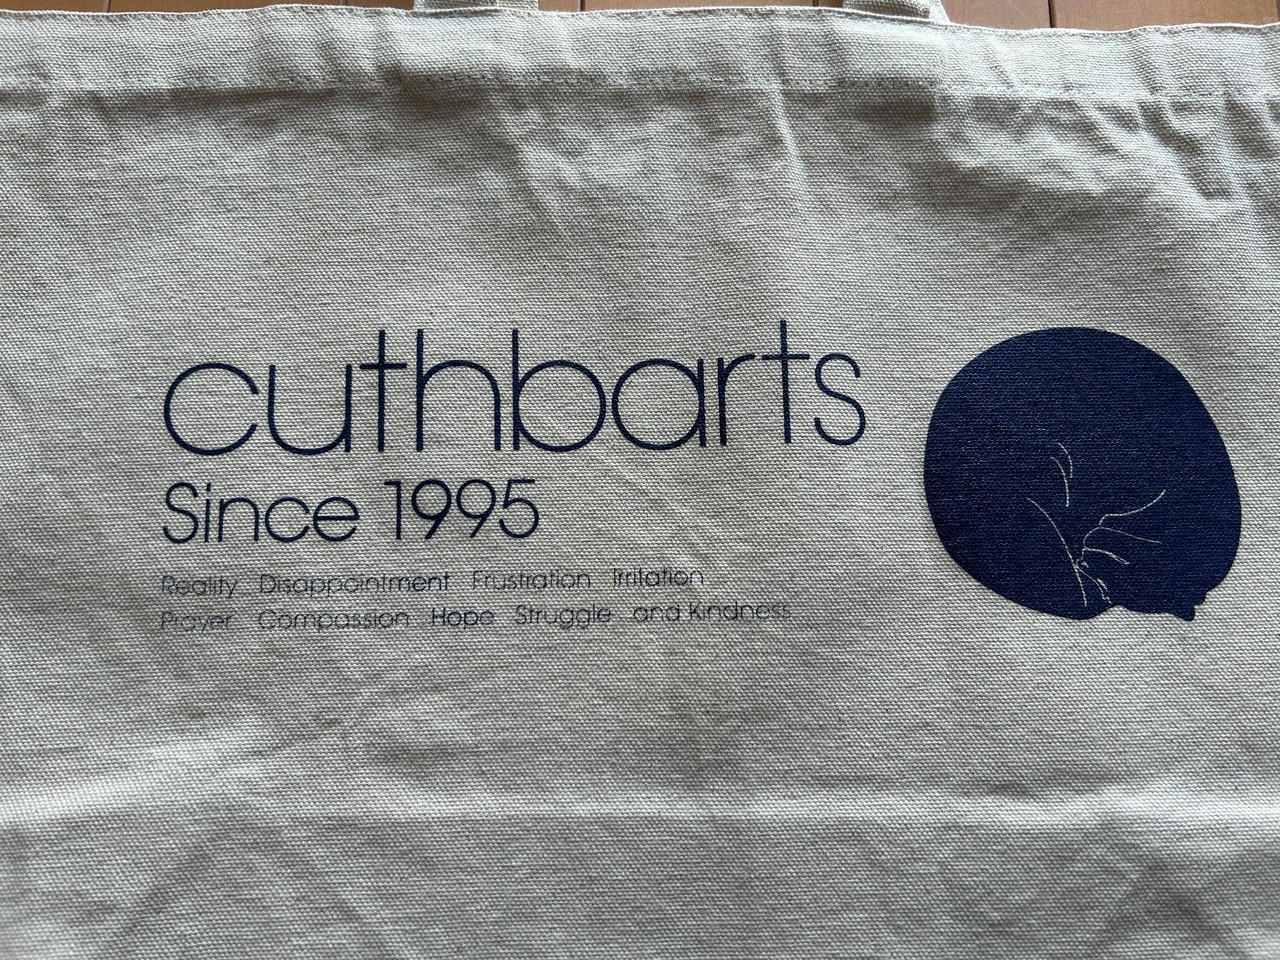 cuthbarts
Since 1995
Reality Disappointment Frustration Irritation
Prayer Compassion Hope Struggle and Kindness